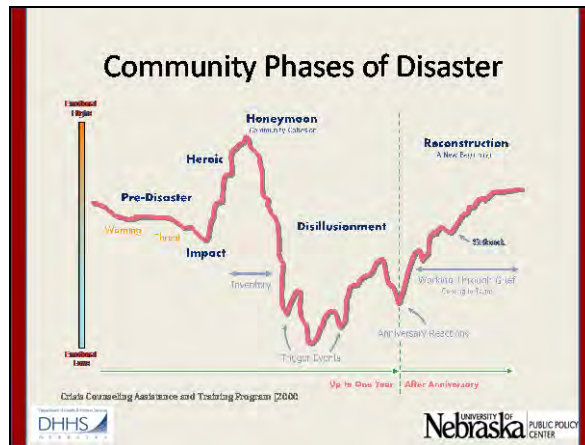 Community Phases of Disaster
Emotional
Highs
Honeymoon
Community Cohesion
Reconstruction
A New Beginning
Heroic
Pre-Disaster
Warning
Threat
Disillusionment
Setback
Impact
Inventory
Working Through Grief
Coming to Terms
Anniversary Reactions
Trigger Events
Emotional
Lows
Up to One Year
After Anniversary
Crisis Counseling Assistance and Training Program
DHHS
NEBRASKA
UNIVERSITY OF
Nebraska
PUBLIC POLICY
CENTER